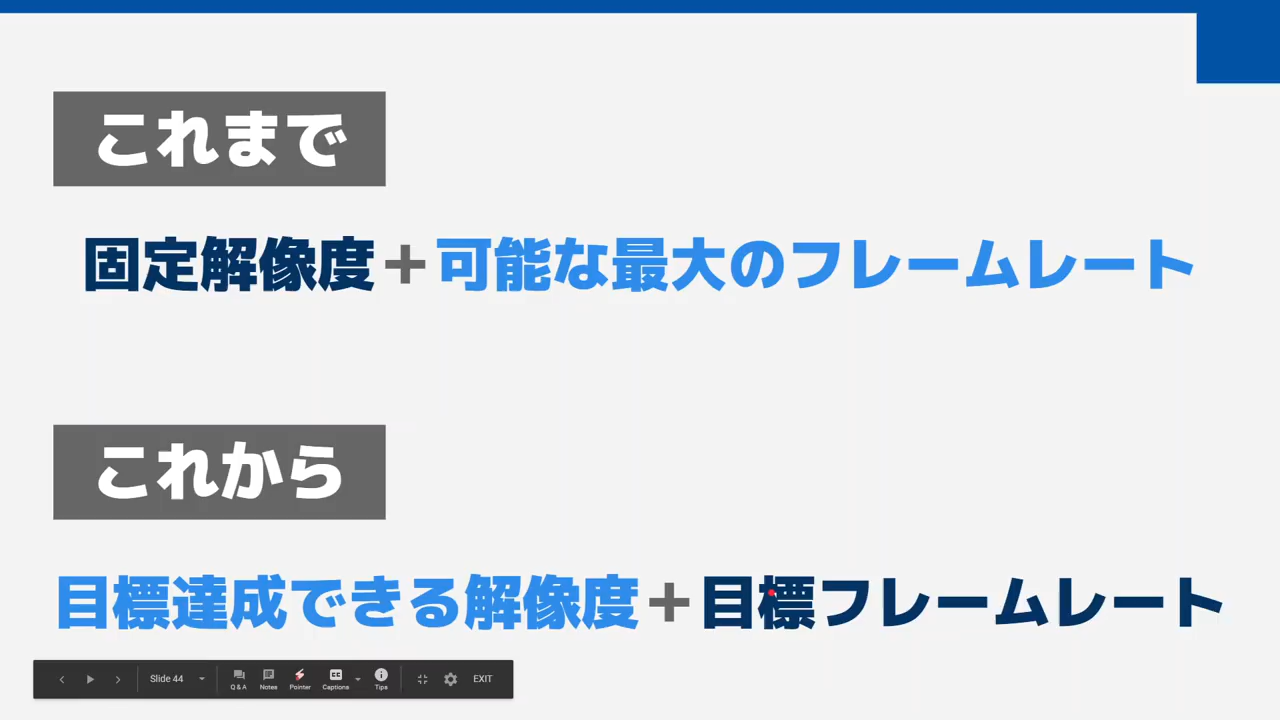 これまで
固定解像度+可能な最大のフレームレート
これから
目標達成できる解像度+目標フレームレート
Slide 44 Q&A Notes Pointer CC Captions Tips EXIT